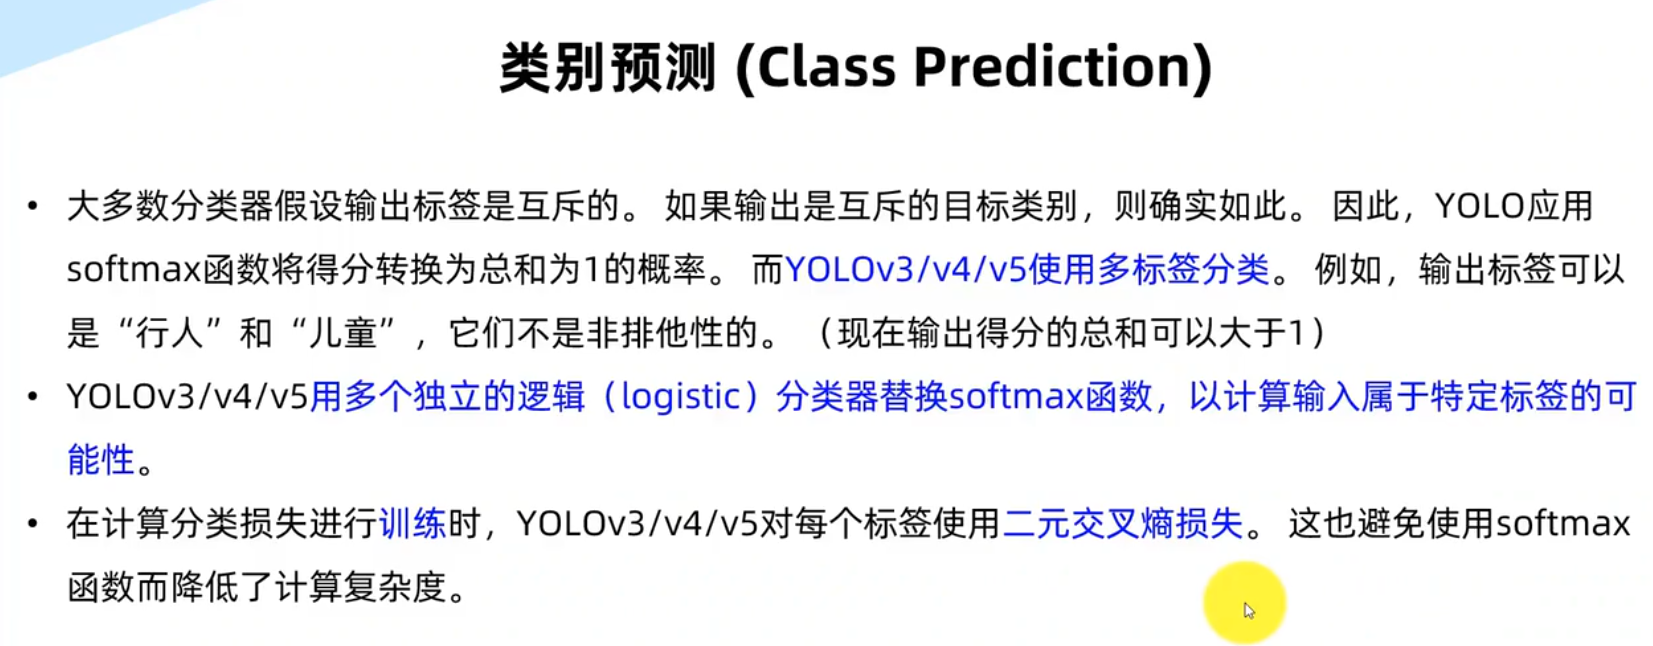 类别预测 (Class Prediction)
• 大多数分类器假设输出标签是互斥的。 如果输出是互斥的目标类别，则确实如此。 因此，YOLO应用
softmax函数将得分转换为总和为1的概率。 而YOLOv3/v4/v5使用多标签分类。 例如，输出标签可以
是“行人”和“儿童”，它们不是非排他性的。 （现在输出得分的总和可以大于1）
• YOLOv3/v4/v5用多个独立的逻辑（logistic）分类器替换softmax函数，以计算输入属于特定标签的可
能性。
• 在计算分类损失进行训练时，YOLOv3/v4/v5对每个标签使用二元交叉熵损失。 这也避免使用softmax
函数而降低了计算复杂度。